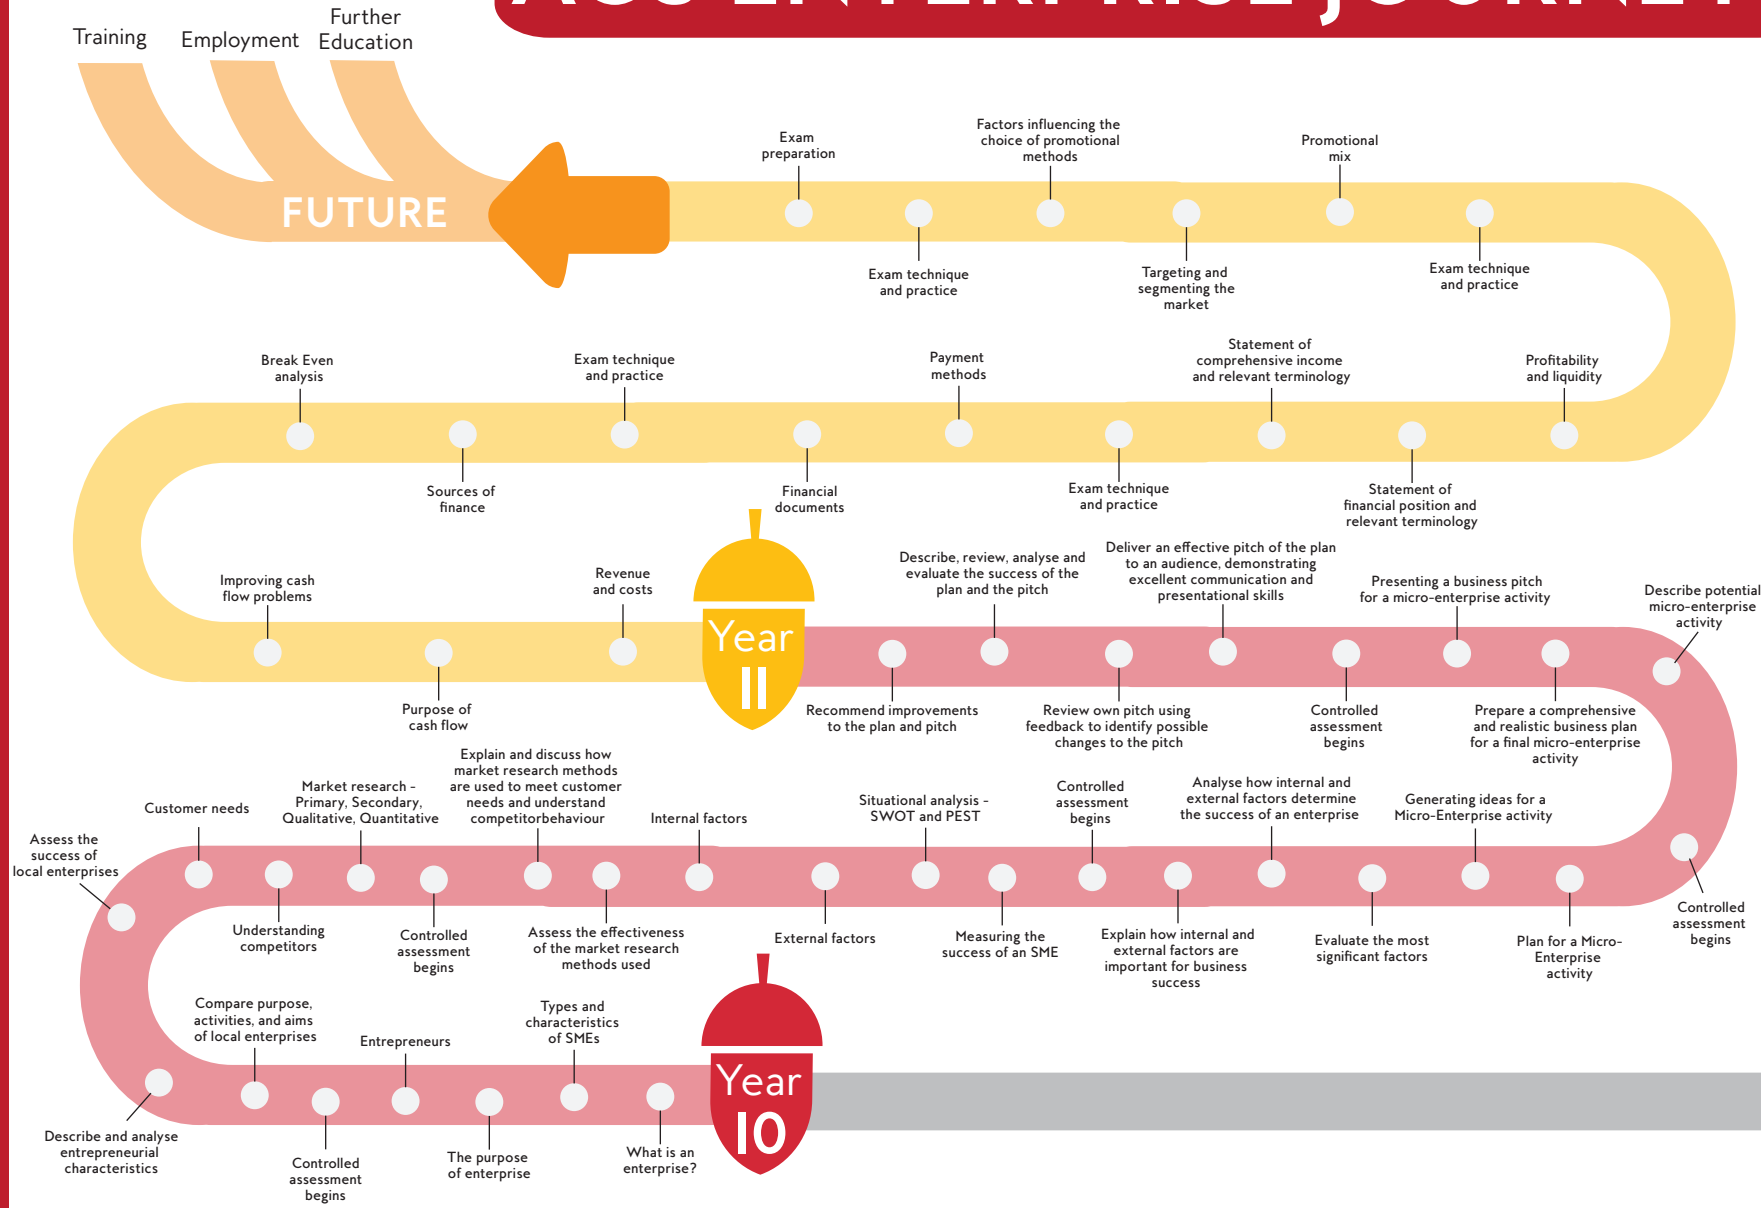 AGS ENTERPRISE JOURNEY
Training
Employment
Further
Education
FUTURE
Exam
preparation
Exam technique
and practice
Factors influencing the
choice of promotional
methods
Targeting and
segmenting the
market
Promotional
mix
Exam technique
and practice
Break Even
analysis
Sources of
finance
Exam technique
and practice
Financial
documents
Payment
methods
Exam technique
and practice
Statement of
comprehensive income
and relevant terminology
Statement of
financial position and
relevant terminology
Profitability
and liquidity
Improving cash
flow problems
Purpose of
cash flow
Revenue
and costs
Year
11
Recommend improvements
to the plan and pitch
Describe, review, analyse and
evaluate the success of the
plan and the pitch
Review own pitch using
feedback to identify possible
changes to the pitch
Deliver an effective pitch of the plan
to an audience, demonstrating
excellent communication and
presentational skills
Controlled
assessment
begins
Presenting a business pitch
for a micro-enterprise activity
Prepare a comprehensive
and realistic business plan
for a final micro-enterprise
activity
Describe potential
micro-enterprise
activity
Assess the
success of
local enterprises
Customer needs
Understanding
competitors
Market research -
Primary, Secondary,
Qualitative, Quantitative
Controlled
assessment
begins
Explain and discuss how
market research methods
are used to meet customer
needs and understand
competitorbehaviour
Assess the effectiveness
of the market research
methods used
Internal factors
External factors
Situational analysis -
SWOT and PEST
Measuring the
success of an SME
Controlled
assessment
begins
Explain how internal and
external factors are
important for business
success
Analyse how internal and
external factors determine
the success of an enterprise
Evaluate the most
significant factors
Generating ideas for a
Micro-Enterprise activity
Plan for a Micro-
Enterprise
activity
Controlled
assessment
begins
Describe and analyse
entrepreneurial
characteristics
Compare purpose,
activities, and aims
of local enterprises
Controlled
assessment
begins
Entrepreneurs
The purpose
of enterprise
Types and
characteristics
of SMEs
What is an
enterprise?
Year
10